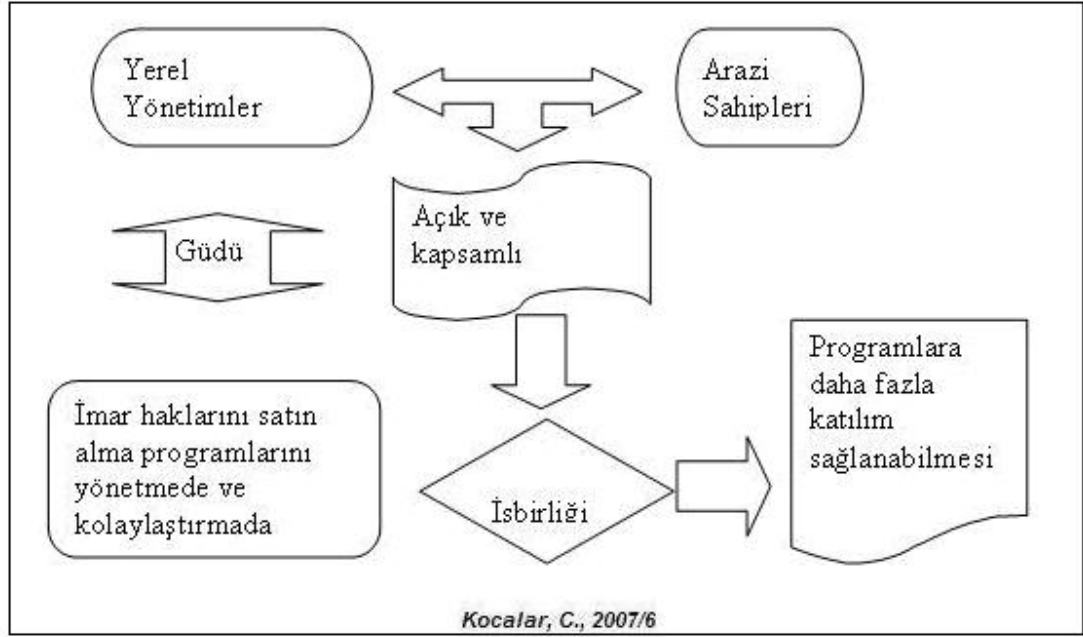 Yerel
Yönetimler
Arazi
Sahipleri
Açık ve
kapsamlı
Güdü
Programlara
daha fazla
katılım
sağlanabilmesi
İmar haklarını satın
alma programlarını
yönetmede ve
kolaylaştırmada
İsbirliği
Kocalar, C., 2007/6